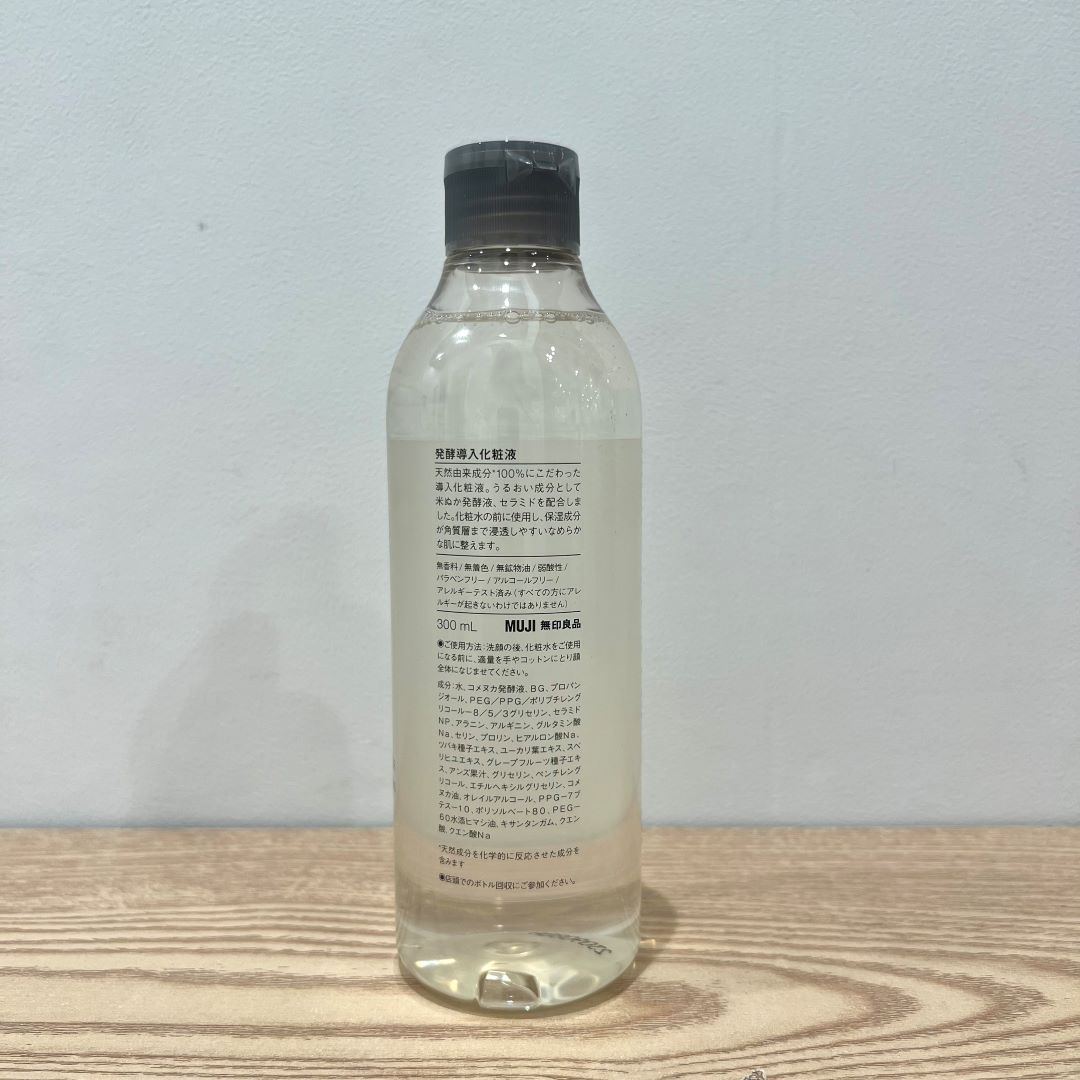 発酵導入化粧液
天然由来成分*100%にこだわった
導入化粧液。うるおい成分として
米ぬか発酵液、セラミドを配合しま
した。化粧水の前に使用し、保湿成分
が角質層まで浸透しやすいなめらか
な肌に整えます。
無香料/無着色/無鉱物油/弱酸性/
パラベンフリー/アルコールフリー/
アレルギーテスト済み(すべての方にアレ
ルギーが起きないわけではありません)
300 mL MUJI 無印良品
◉ご使用方法:洗顔の後、化粧水をご使用
になる前に、適量を手やコットンにとり顔
全体になじませてください。
成分:水、コメヌカ発酵液、BG、プロパン
ジオール、PEG/PPG/ポリブチレング
リコール-8/5/3グリセリン、セラミド
NP、アラニン、アルギニン、グルタミン酸
Na、セリン、プロリン、ヒアルロン酸Na、
ツバキ種子エキス、ユーカリ葉エキス、スベ
リヒユエキス、グレープフルーツ種子エキ
ス、アンズ果汁、グリセリン、ペンチレング
リコール、エチルヘキシルグリセリン、コメ
ヌカ油、オレイルアルコール、PPG-7ブ
テス-10、ポリソルベート80、PEG-
60水添ヒマシ油、キサンタンガム、クエン
酸、クエン酸Na
*天然成分を化学的に反応させた成分を
含みます
◉店頭でのボトル回収にご参加ください。